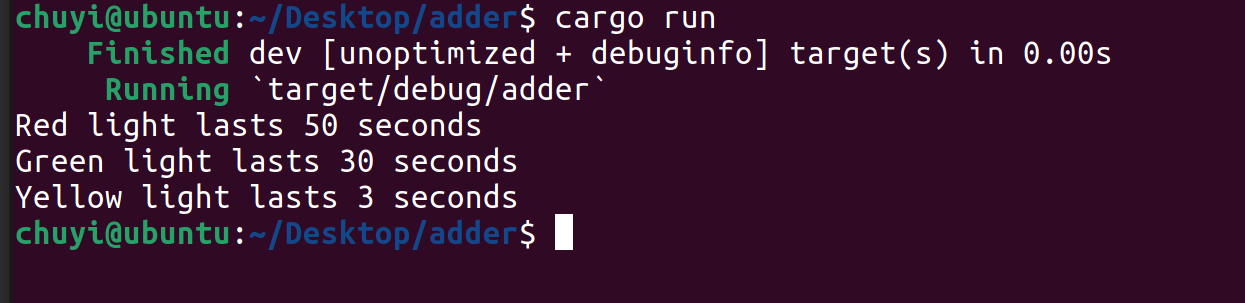 chuyi@ubuntu:~/Desktop/adder$ cargo run
    Finished dev [unoptimized + debuginfo] target(s) in 0.00s
     Running `target/debug/adder`
Red light lasts 50 seconds
Green light lasts 30 seconds
Yellow light lasts 3 seconds
chuyi@ubuntu:~/Desktop/adder$